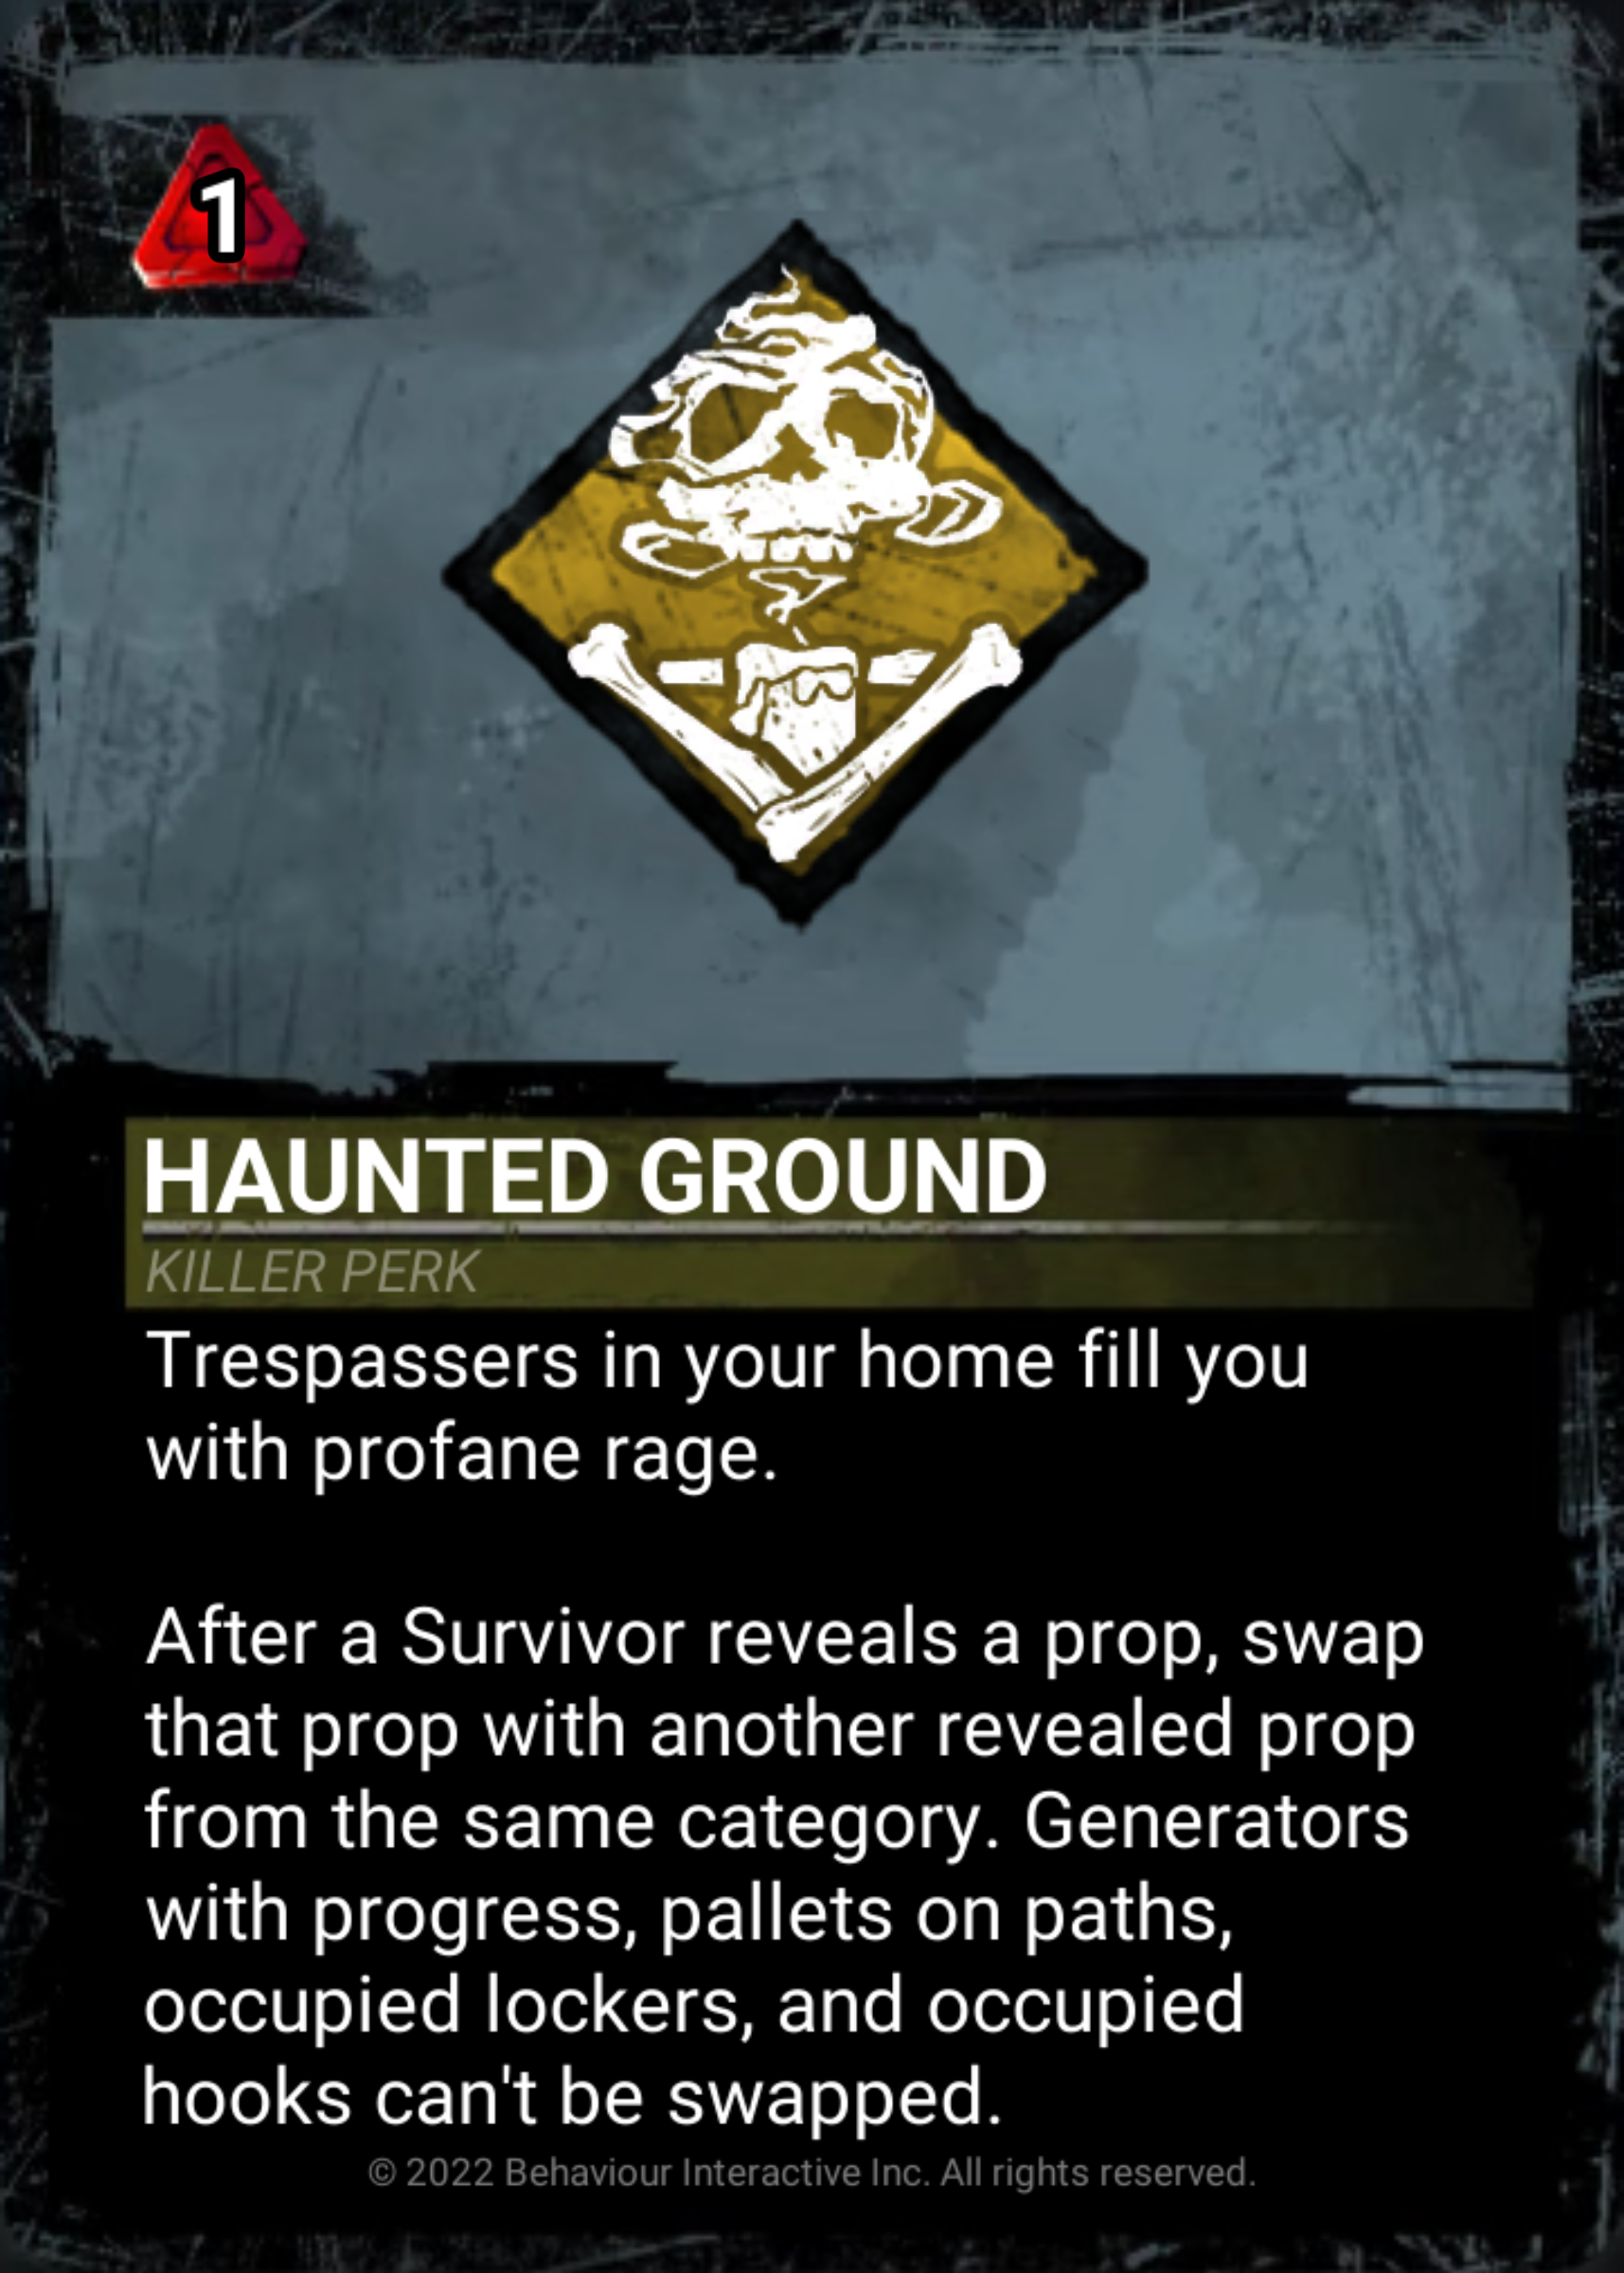 1
HAUNTED GROUND
KILLER PERK
Trespassers in your home fill you
with profane rage.
After a Survivor reveals a prop, swap
that prop with another revealed prop
from the same category. Generators
with progress, pallets on paths,
occupied lockers, and occupied
hooks can't be swapped.
© 2022 Behaviour Interactive Inc. All rights reserved.